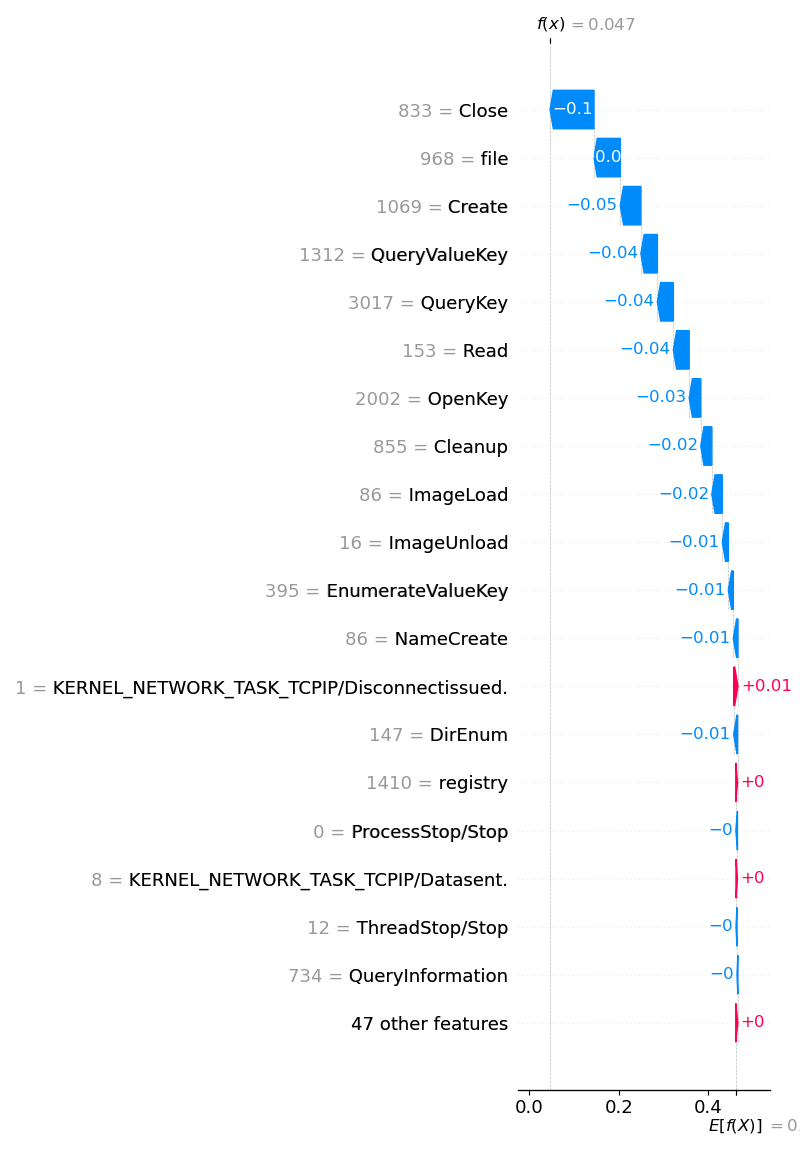 f(x) = 0.047
833 = Close −0.1
968 = file 0.0
1069 = Create −0.05
1312 = QueryValueKey −0.04
3017 = QueryKey −0.04
153 = Read −0.04
2002 = OpenKey −0.03
855 = Cleanup −0.02
86 = ImageLoad −0.02
16 = ImageUnload −0.01
395 = EnumerateValueKey −0.01
86 = NameCreate −0.01
1 = KERNEL_NETWORK_TASK_TCPIP/Disconnectissued. +0.01
147 = DirEnum −0.01
1410 = registry +0
0 = ProcessStop/Stop −0
8 = KERNEL_NETWORK_TASK_TCPIP/Datasent. +0
12 = ThreadStop/Stop −0
734 = QueryInformation −0
47 other features +0
0.0 0.2 0.4
E[f(X)] = 0.